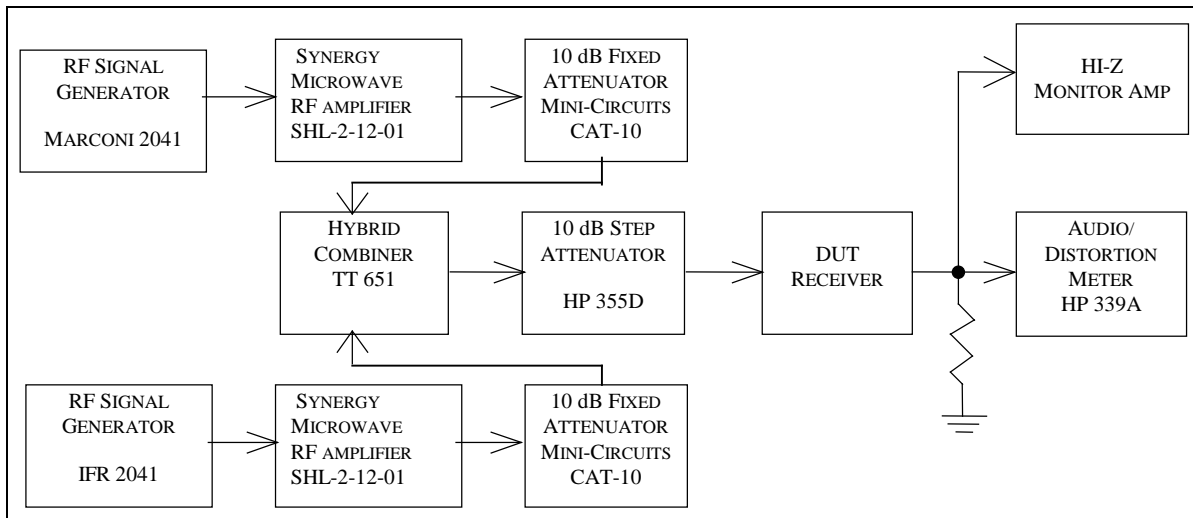 RF SIGNAL
GENERATOR
MARCONI 2041
SYNERGY
MICROWAVE
RF AMPLIFIER
SHL-2-12-01
10 dB FIXED
ATTENUATOR
MINI-CIRCUITS
CAT-10
HI-Z
MONITOR AMP
HYBRID
COMBINER
TT 651
10 dB STEP
ATTENUATOR
HP 355D
DUT
RECEIVER
AUDIO/
DISTORTION
METER
HP 339A
RF SIGNAL
GENERATOR
IFR 2041
SYNERGY
MICROWAVE
RF AMPLIFIER
SHL-2-12-01
10 dB FIXED
ATTENUATOR
MINI-CIRCUITS
CAT-10